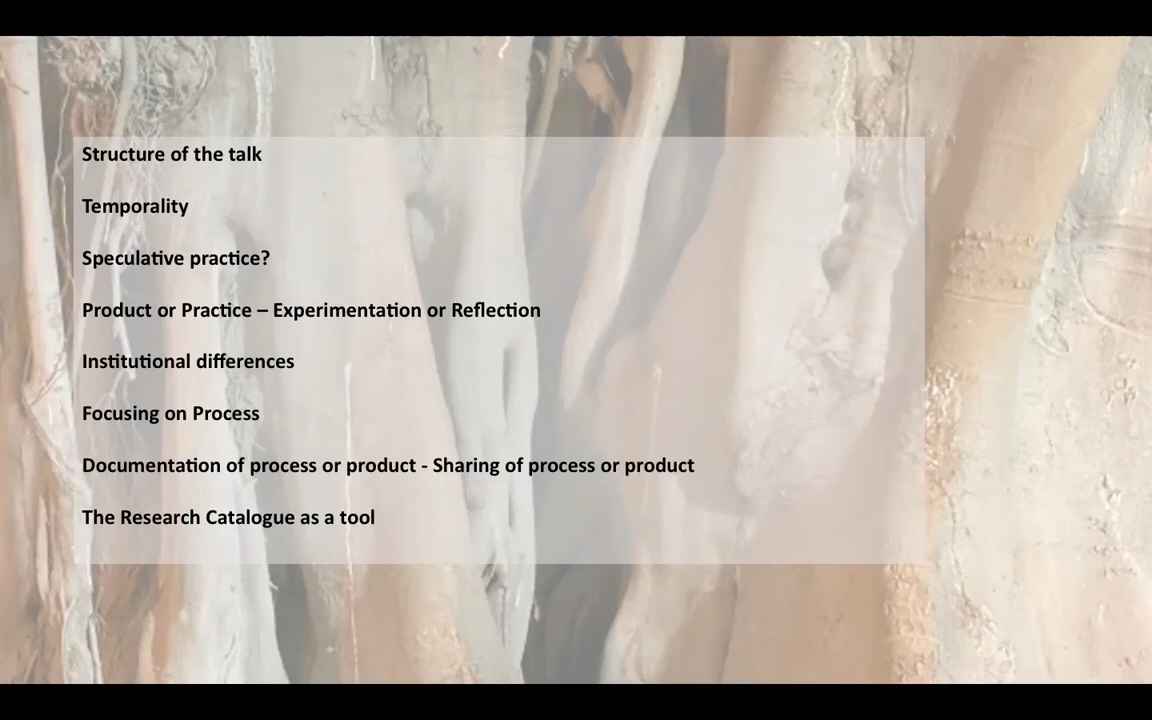 Structure of the talk
Temporality
Speculative practice?
Product or Practice – Experimentation or Reflection
Institutional differences
Focusing on Process
Documentation of process or product - Sharing of process or product
The Research Catalogue as a tool